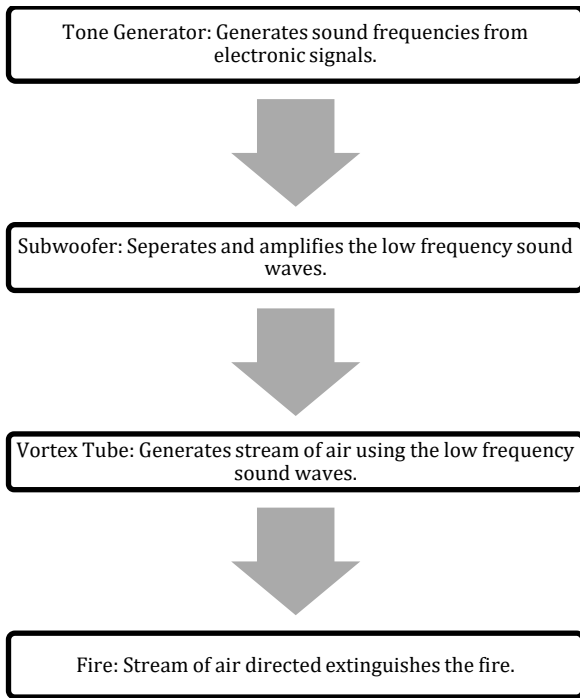 Tone Generator: Generates sound frequencies from
electronic signals.
Subwoofer: Seperates and amplifies the low frequency sound
waves.
Vortex Tube: Generates stream of air using the low frequency
sound waves.
Fire: Stream of air directed extinguishes the fire.